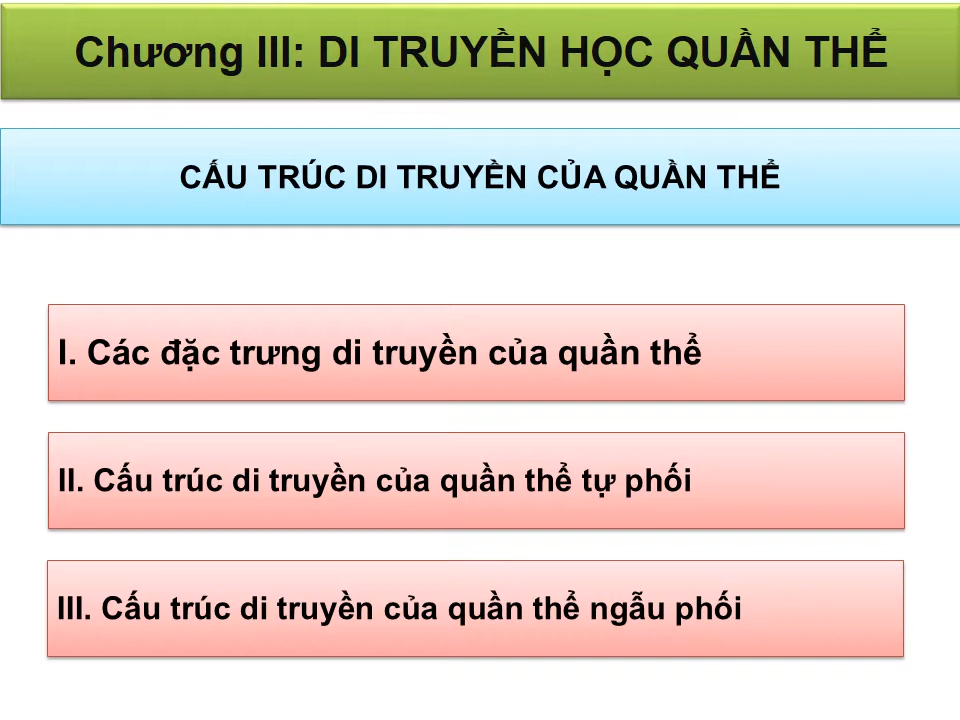 Chương III: DI TRUYỀN HỌC QUẦN THỂ
CẤU TRÚC DI TRUYỀN CỦA QUẦN THỂ
I. Các đặc trưng di truyền của quần thể
II. Cấu trúc di truyền của quần thể tự phối
III. Cấu trúc di truyền của quần thể ngẫu phối